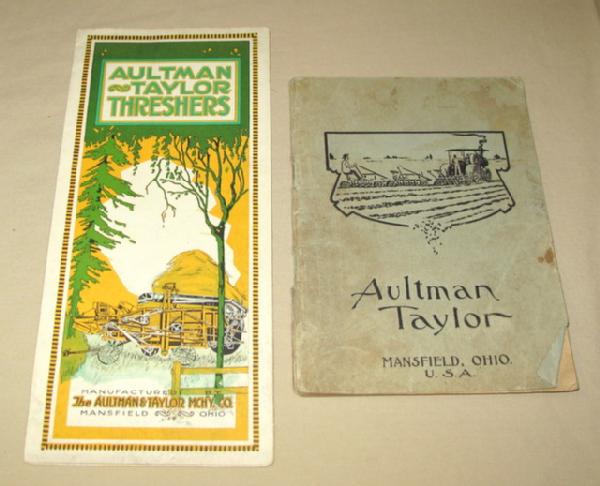 AULTMAN
TAYLOR
THRESHERS
MANUFACTURED BY
The AULTMAN & TAYLOR MCHY. CO.
MANSFIELD OHIO
Aultman
Taylor
MANSFIELD, OHIO.
U.S.A.